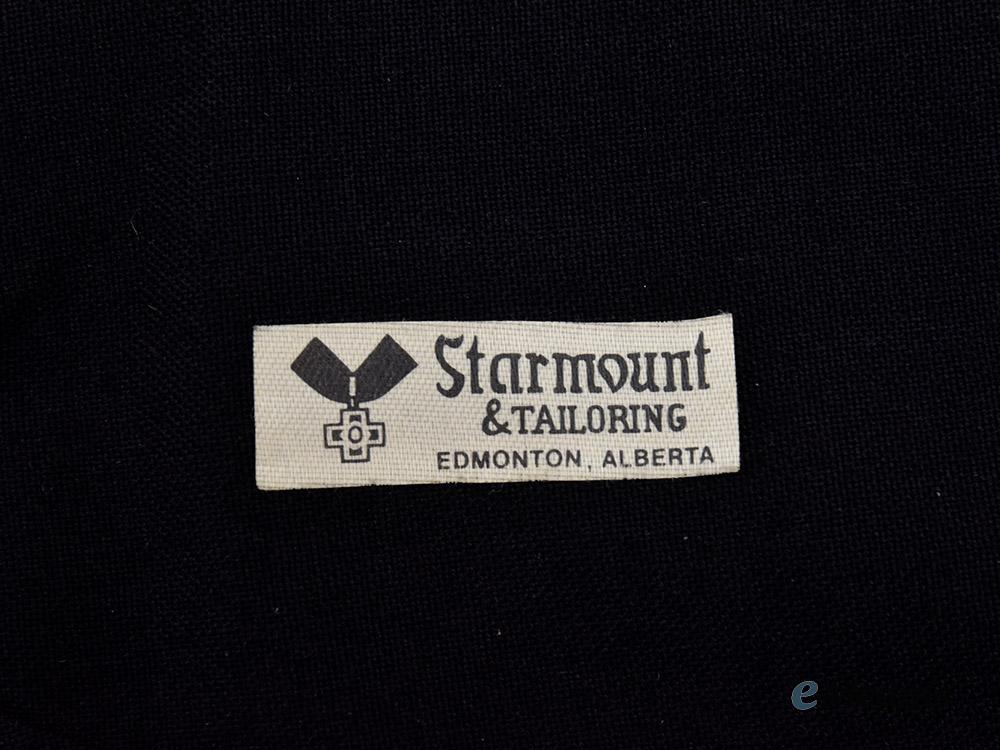 Starmount
& TAILORING
EDMONTON, ALBERTA
O
e